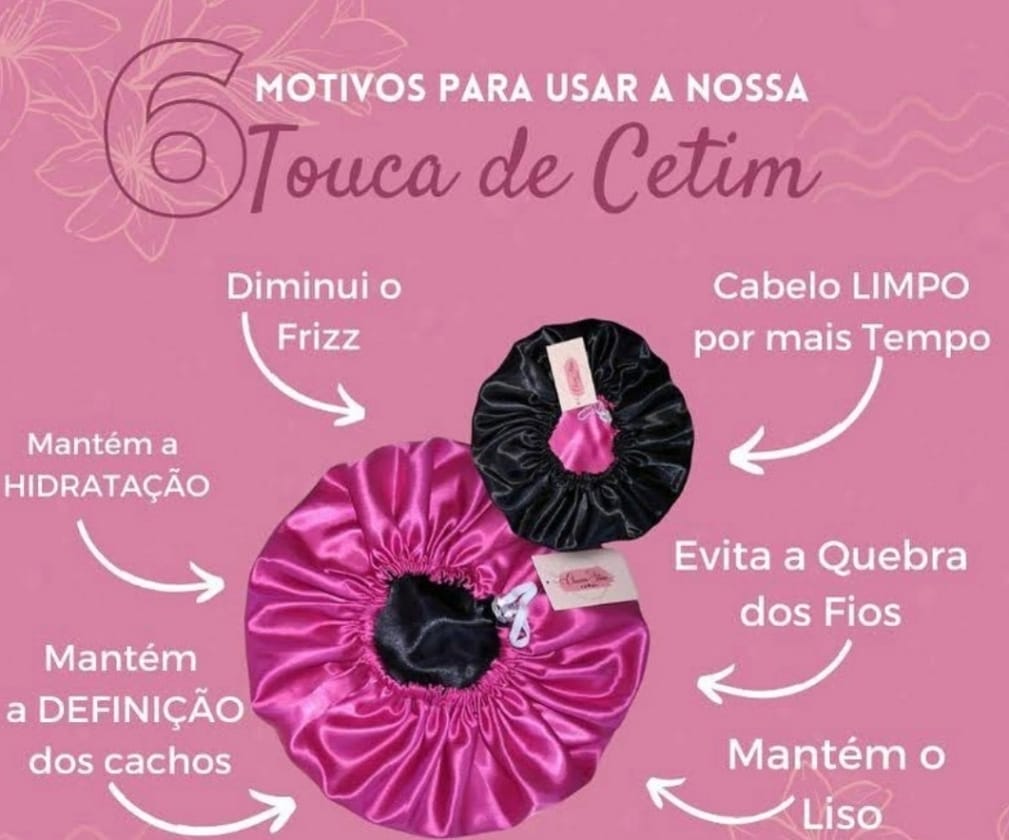 6
MOTIVOS PARA USAR A NOSSA
Touca de Cetim
Diminui o
Frizz
Cabelo LIMPO
por mais Tempo
Mantém a
HIDRATAÇÃO
Evita a Quebra
dos Fios
Mantém
a DEFINIÇÃO
dos cachos
Mantém o
Liso